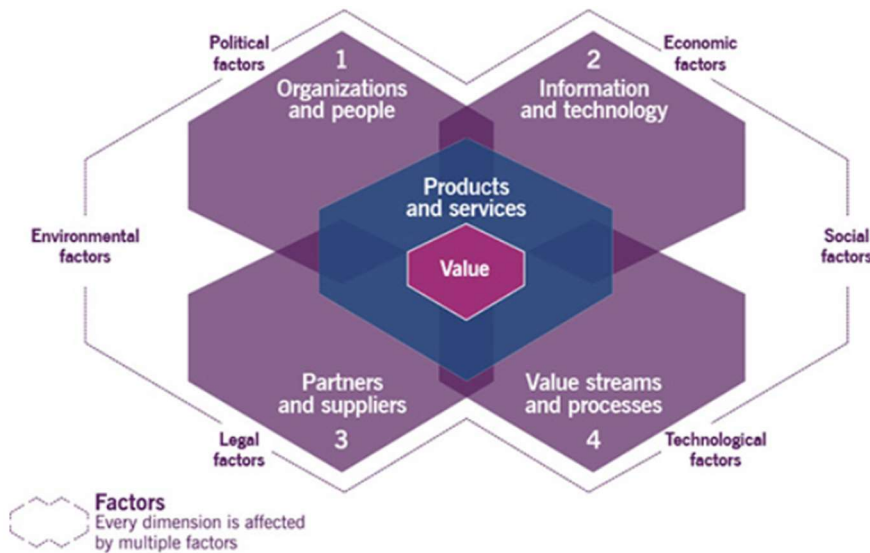 Political
factors
Economic
factors
1
Organizations
and people
2
Information
and technology
Products
and services
Environmental
factors
Value
Social
factors
Partners
and suppliers
3
Value streams
and processes
4
Legal
factors
Technological
factors
Factors
Every dimension is affected
by multiple factors